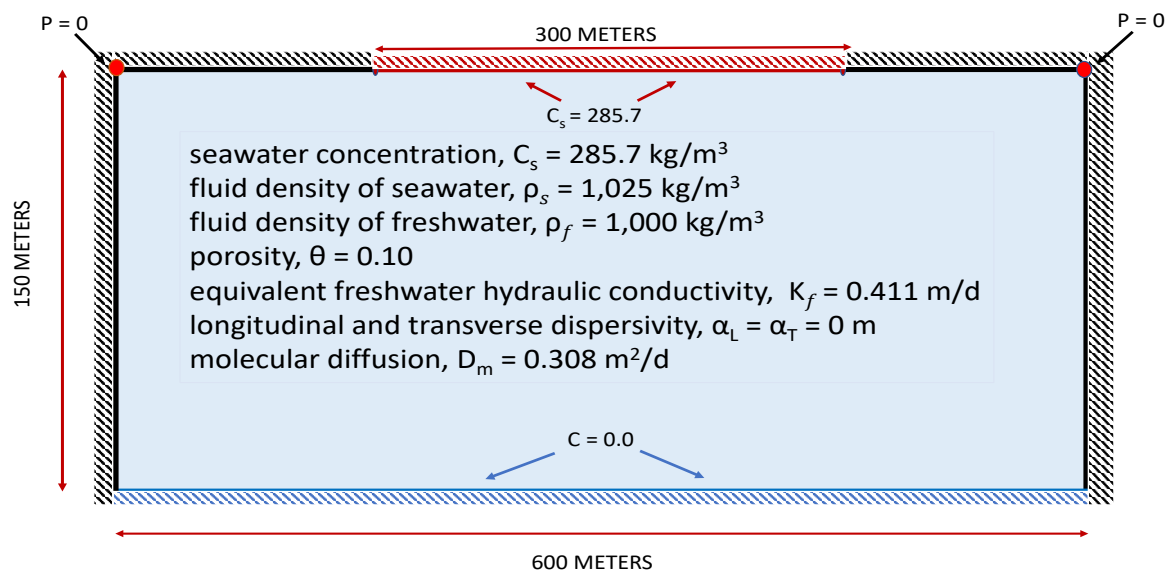 P = 0
P = 0
300 METERS
Cₛ = 285.7
seawater concentration, Cₛ = 285.7 kg/m³
fluid density of seawater, ρₛ = 1,025 kg/m³
fluid density of freshwater, ρ𝑓 = 1,000 kg/m³
porosity, θ = 0.10
equivalent freshwater hydraulic conductivity, K𝑓 = 0.411 m/d
longitudinal and transverse dispersivity, α_L = α_T = 0 m
molecular diffusion, Dₘ = 0.308 m²/d
150 METERS
C = 0.0
600 METERS